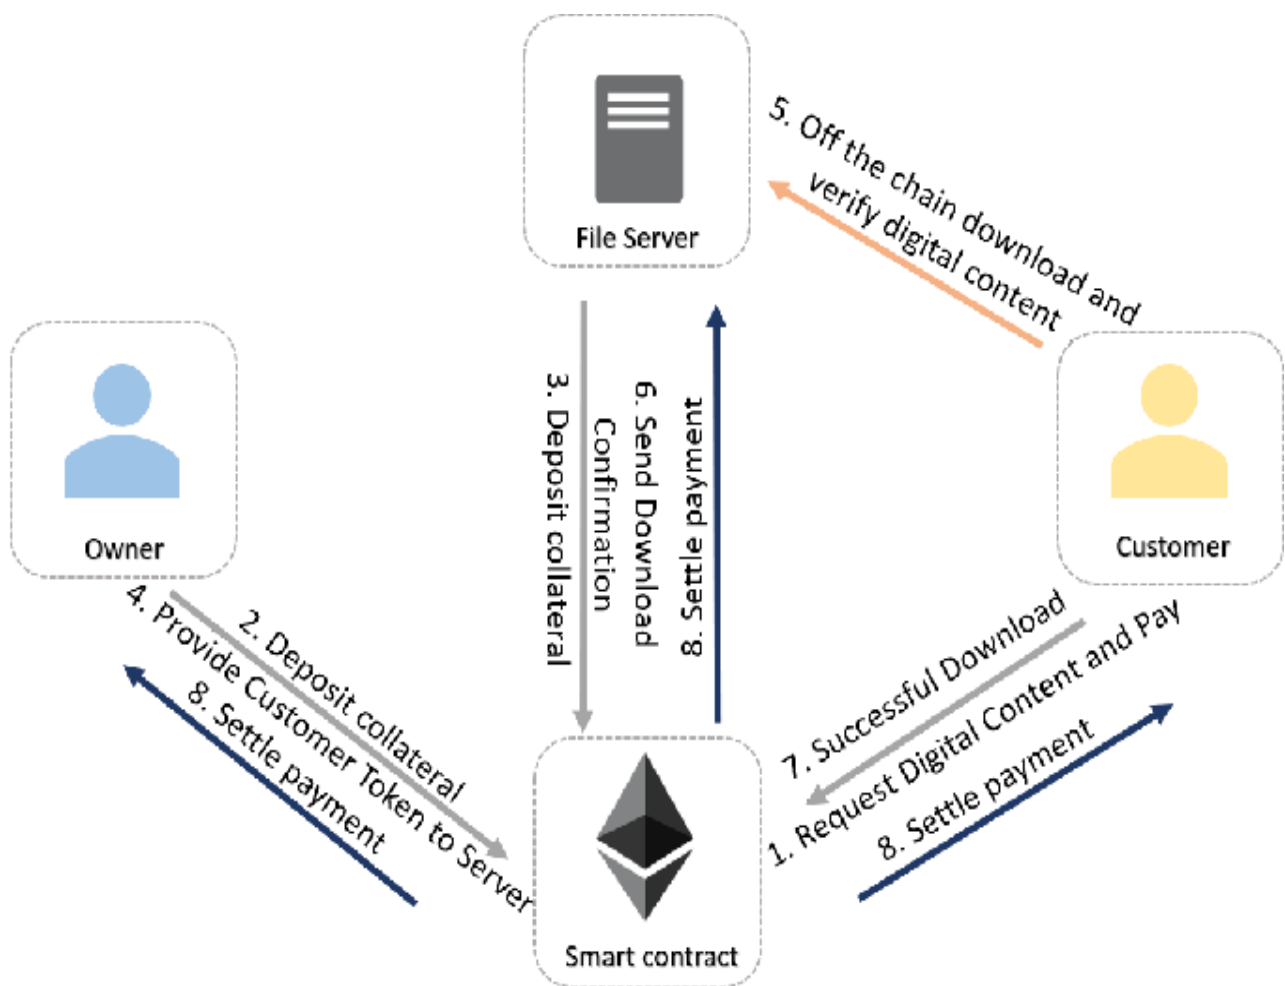 File Server
5. Off the chain download and
verify digital content
Owner
Customer
3. Deposit collateral
6. Send Download
Confirmation
8. Settle payment
2. Deposit collateral
4. Provide Customer Token to Server
8. Settle payment
7. Successful Download
1. Request Digital Content and Pay
8. Settle payment
Smart contract